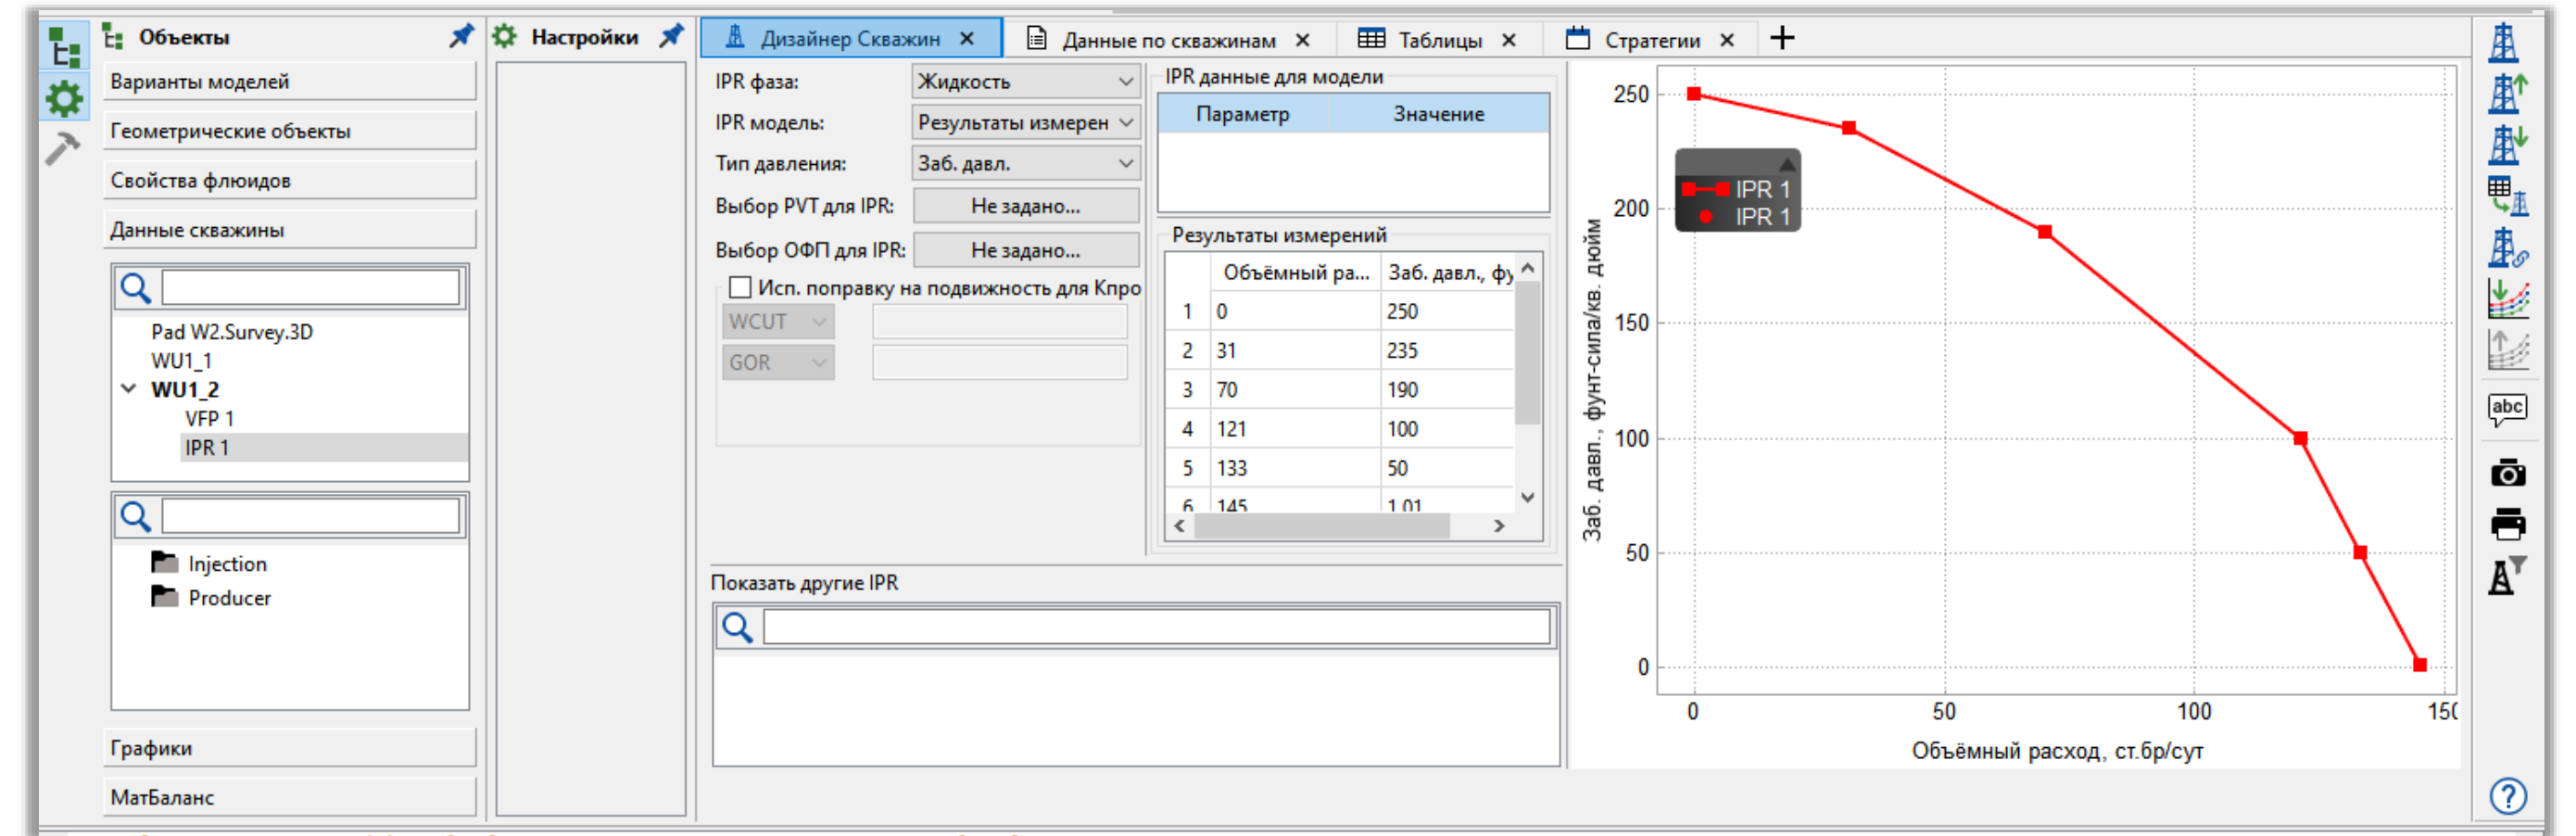 Объекты
Варианты моделей
Геометрические объекты
Свойства флюидов
Данные скважины
Pad W2.Survey.3D
WU1_1
WU1_2
VFP 1
IPR 1
Injection
Producer
Графики
МатБаланс
Настройки
Дизайнер Скважин
Данные по скважинам
Таблицы
Стратегии
IPR фаза: Жидкость
IPR модель: Результаты измерен
Тип давления: Заб. давл.
Выбор PVT для IPR: Не задано...
Выбор ОФП для IPR: Не задано...
Исп. поправку на подвижность для Кпро
WCUT
GOR
IPR данные для модели
Параметр Значение
Результаты измерений
Объёмный ра... Заб. давл., фу
1 0 250
2 31 235
3 70 190
4 121 100
5 133 50
6 145 1.01
Показать другие IPR
Заб. давл., фунт-сила/кв. дюйм
250
200
150
100
50
0
IPR 1
IPR 1
0 50 100 150
Объёмный расход, ст.бр/сут
abc